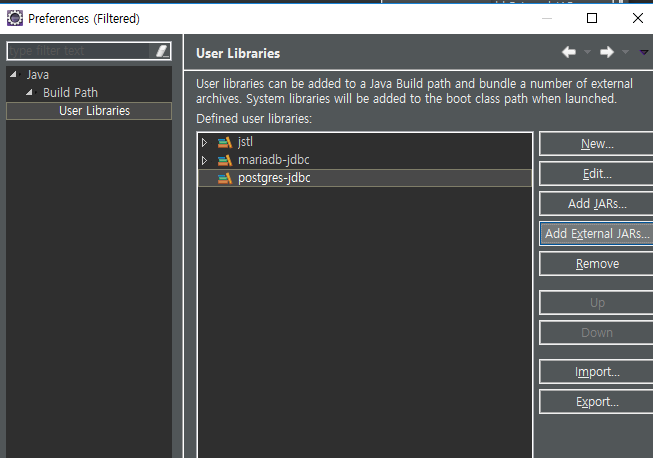 Preferences (Filtered)
type filter text
Java
Build Path
User Libraries
User Libraries
User libraries can be added to a Java Build path and bundle a number of external
archives. System libraries will be added to the boot class path when launched.
Defined user libraries:
jstl
mariadb-jdbc
postgres-jdbc
New...
Edit...
Add JARs...
Add External JARs...
Remove
Up
Down
Import...
Export...